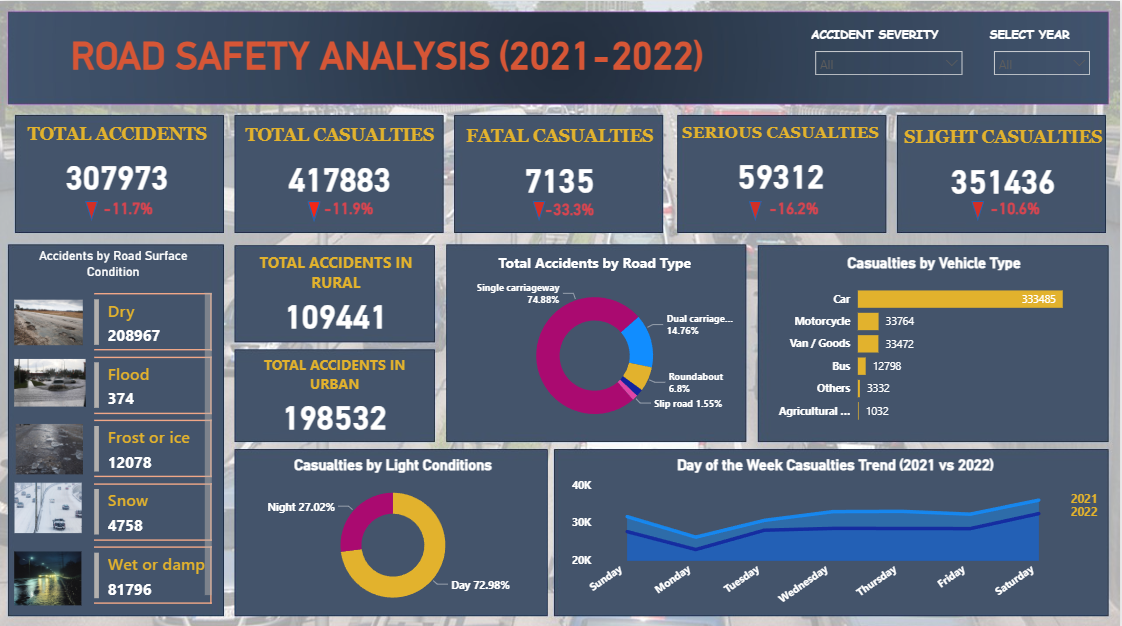 ROAD SAFETY ANALYSIS (2021-2022)
ACCIDENT SEVERITY
All
SELECT YEAR
All
TOTAL ACCIDENTS
307973
-11.7%
TOTAL CASUALTIES
417883
-11.9%
FATAL CASUALTIES
7135
-33.3%
SERIOUS CASUALTIES
59312
-16.2%
SLIGHT CASUALTIES
351436
-10.6%
Accidents by Road Surface
Condition
Dry
208967
Flood
374
Frost or ice
12078
Snow
4758
Wet or damp
81796
TOTAL ACCIDENTS IN
RURAL
109441
TOTAL ACCIDENTS IN
URBAN
198532
Total Accidents by Road Type
Single carriageway
74.88%
Dual carriage...
14.76%
Roundabout
6.8%
Slip road 1.55%
Casualties by Vehicle Type
Car 333485
Motorcycle 33764
Van / Goods 33472
Bus 12798
Others 3332
Agricultural ... 1032
Casualties by Light Conditions
Night 27.02%
Day 72.98%
Day of the Week Casualties Trend (2021 vs 2022)
40K
30K
20K
2021
2022
Sunday
Monday
Tuesday
Wednesday
Thursday
Friday
Saturday